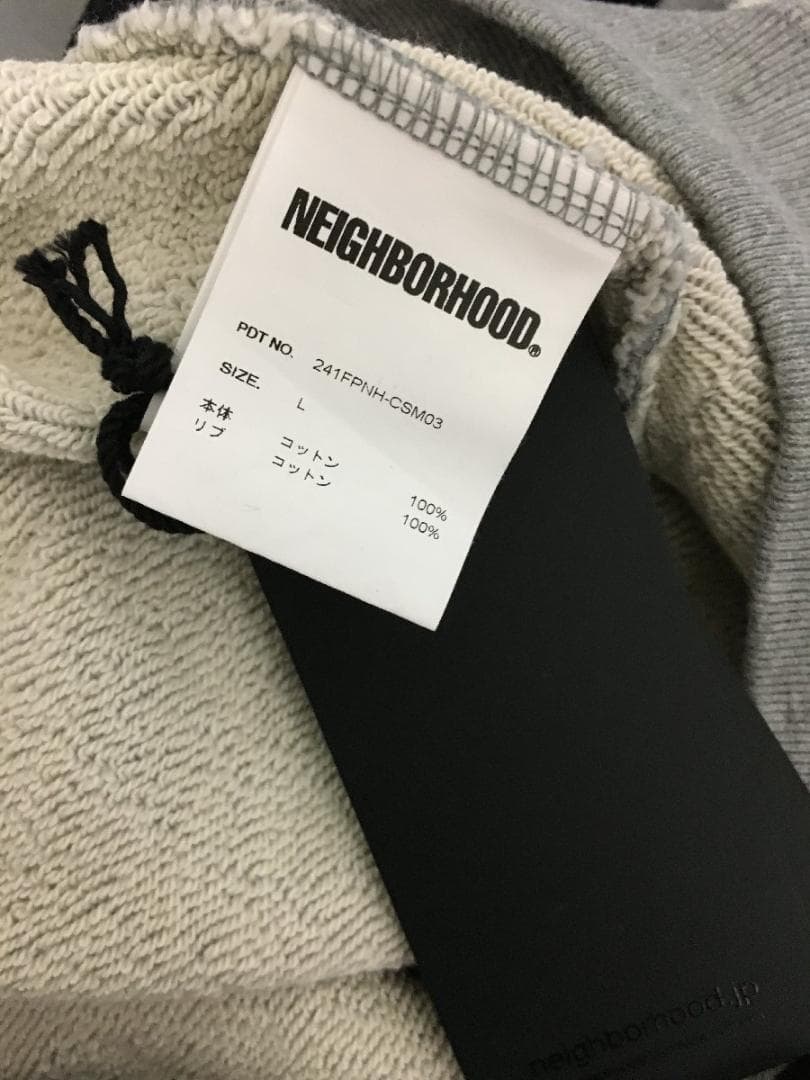 NEIGHBORHOOD®
PDT NO. 241FPNH-CSM03
SIZE. L
本体 コットン 100%
リブ コットン 100%
neighborhood.jp